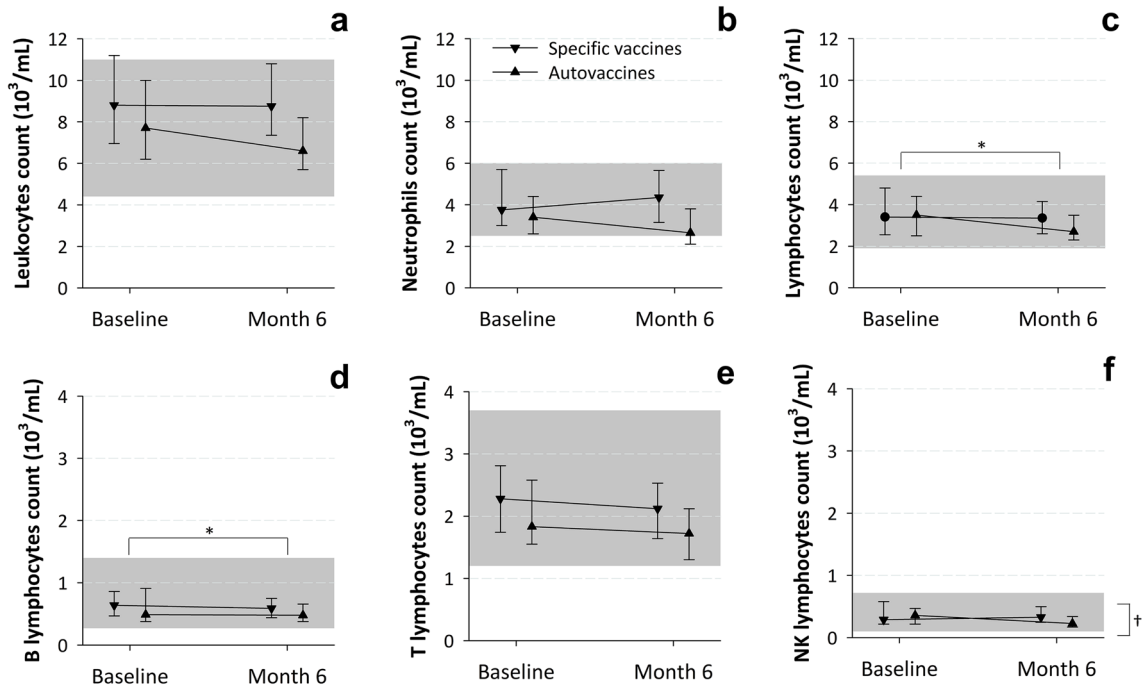 a
Leukocytes count (10³/mL)
12
10
8
6
4
2
0
Baseline Month 6
b
Neutrophils count (10³/mL)
12
10
8
6
4
2
0
Specific vaccines
Autovaccines
Baseline Month 6
c
Lymphocytes count (10³/mL)
12
10
8
6
4
2
0
*
Baseline Month 6
d
B lymphocytes count (10³/mL)
4
3
2
1
0
*
Baseline Month 6
e
T lymphocytes count (10³/mL)
4
3
2
1
0
Baseline Month 6
f
NK lymphocytes count (10³/mL)
4
3
2
1
0
†
Baseline Month 6